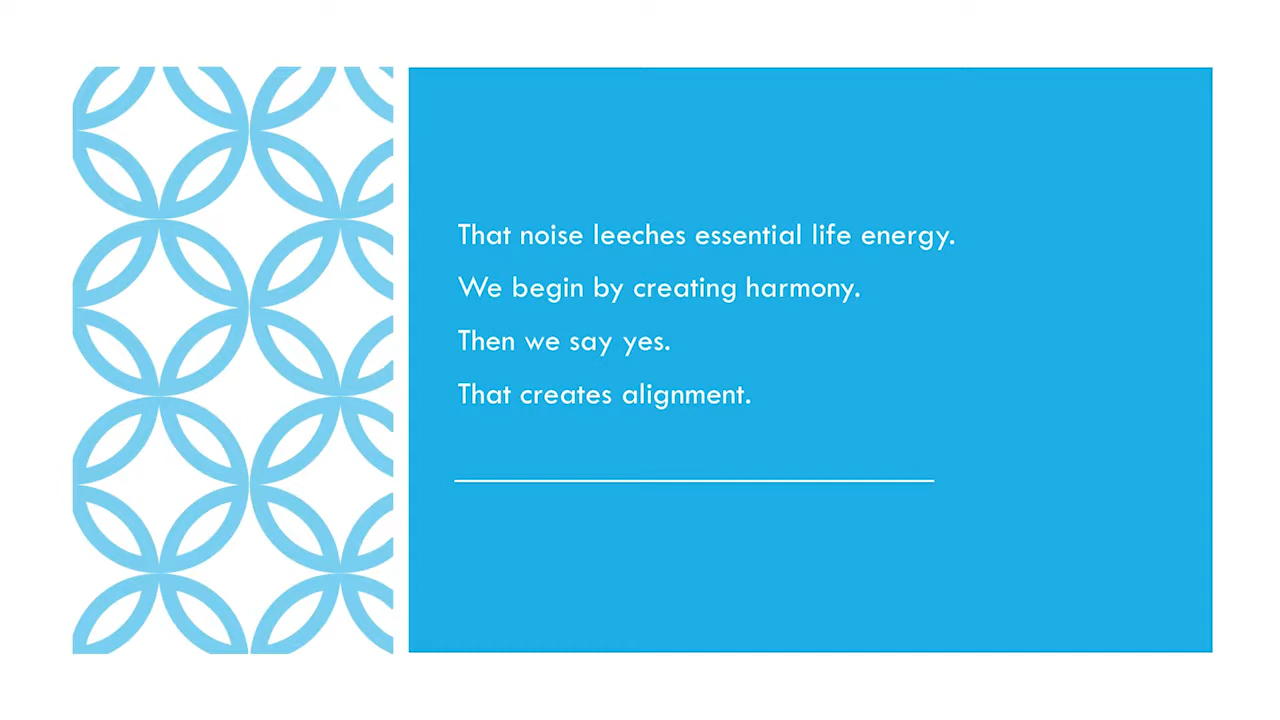 That noise leeches essential life energy.
We begin by creating harmony.
Then we say yes.
That creates alignment.